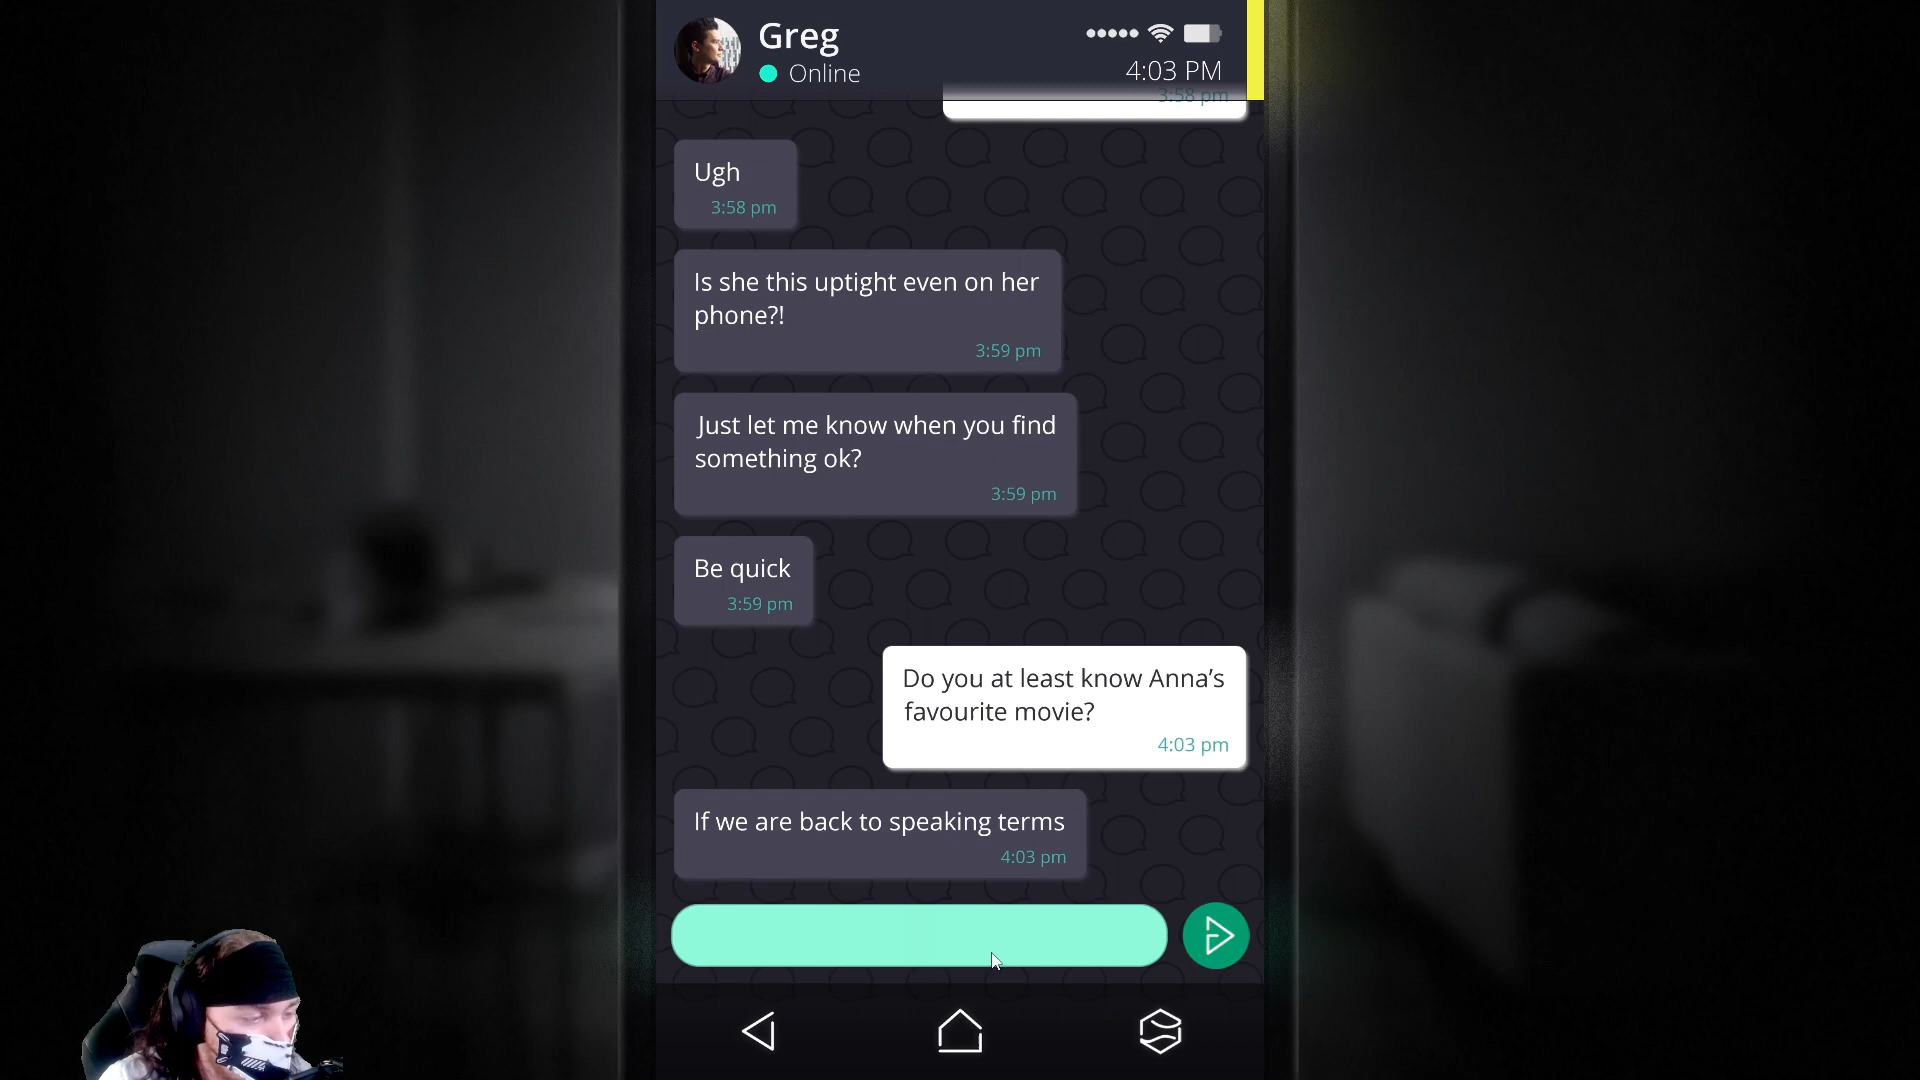 Greg
Online
4:03 PM
3:58 pm
Ugh
3:58 pm
Is she this uptight even on her
phone?!
3:59 pm
Just let me know when you find
something ok?
3:59 pm
Be quick
3:59 pm
Do you at least know Anna’s
favourite movie?
4:03 pm
If we are back to speaking terms
4:03 pm